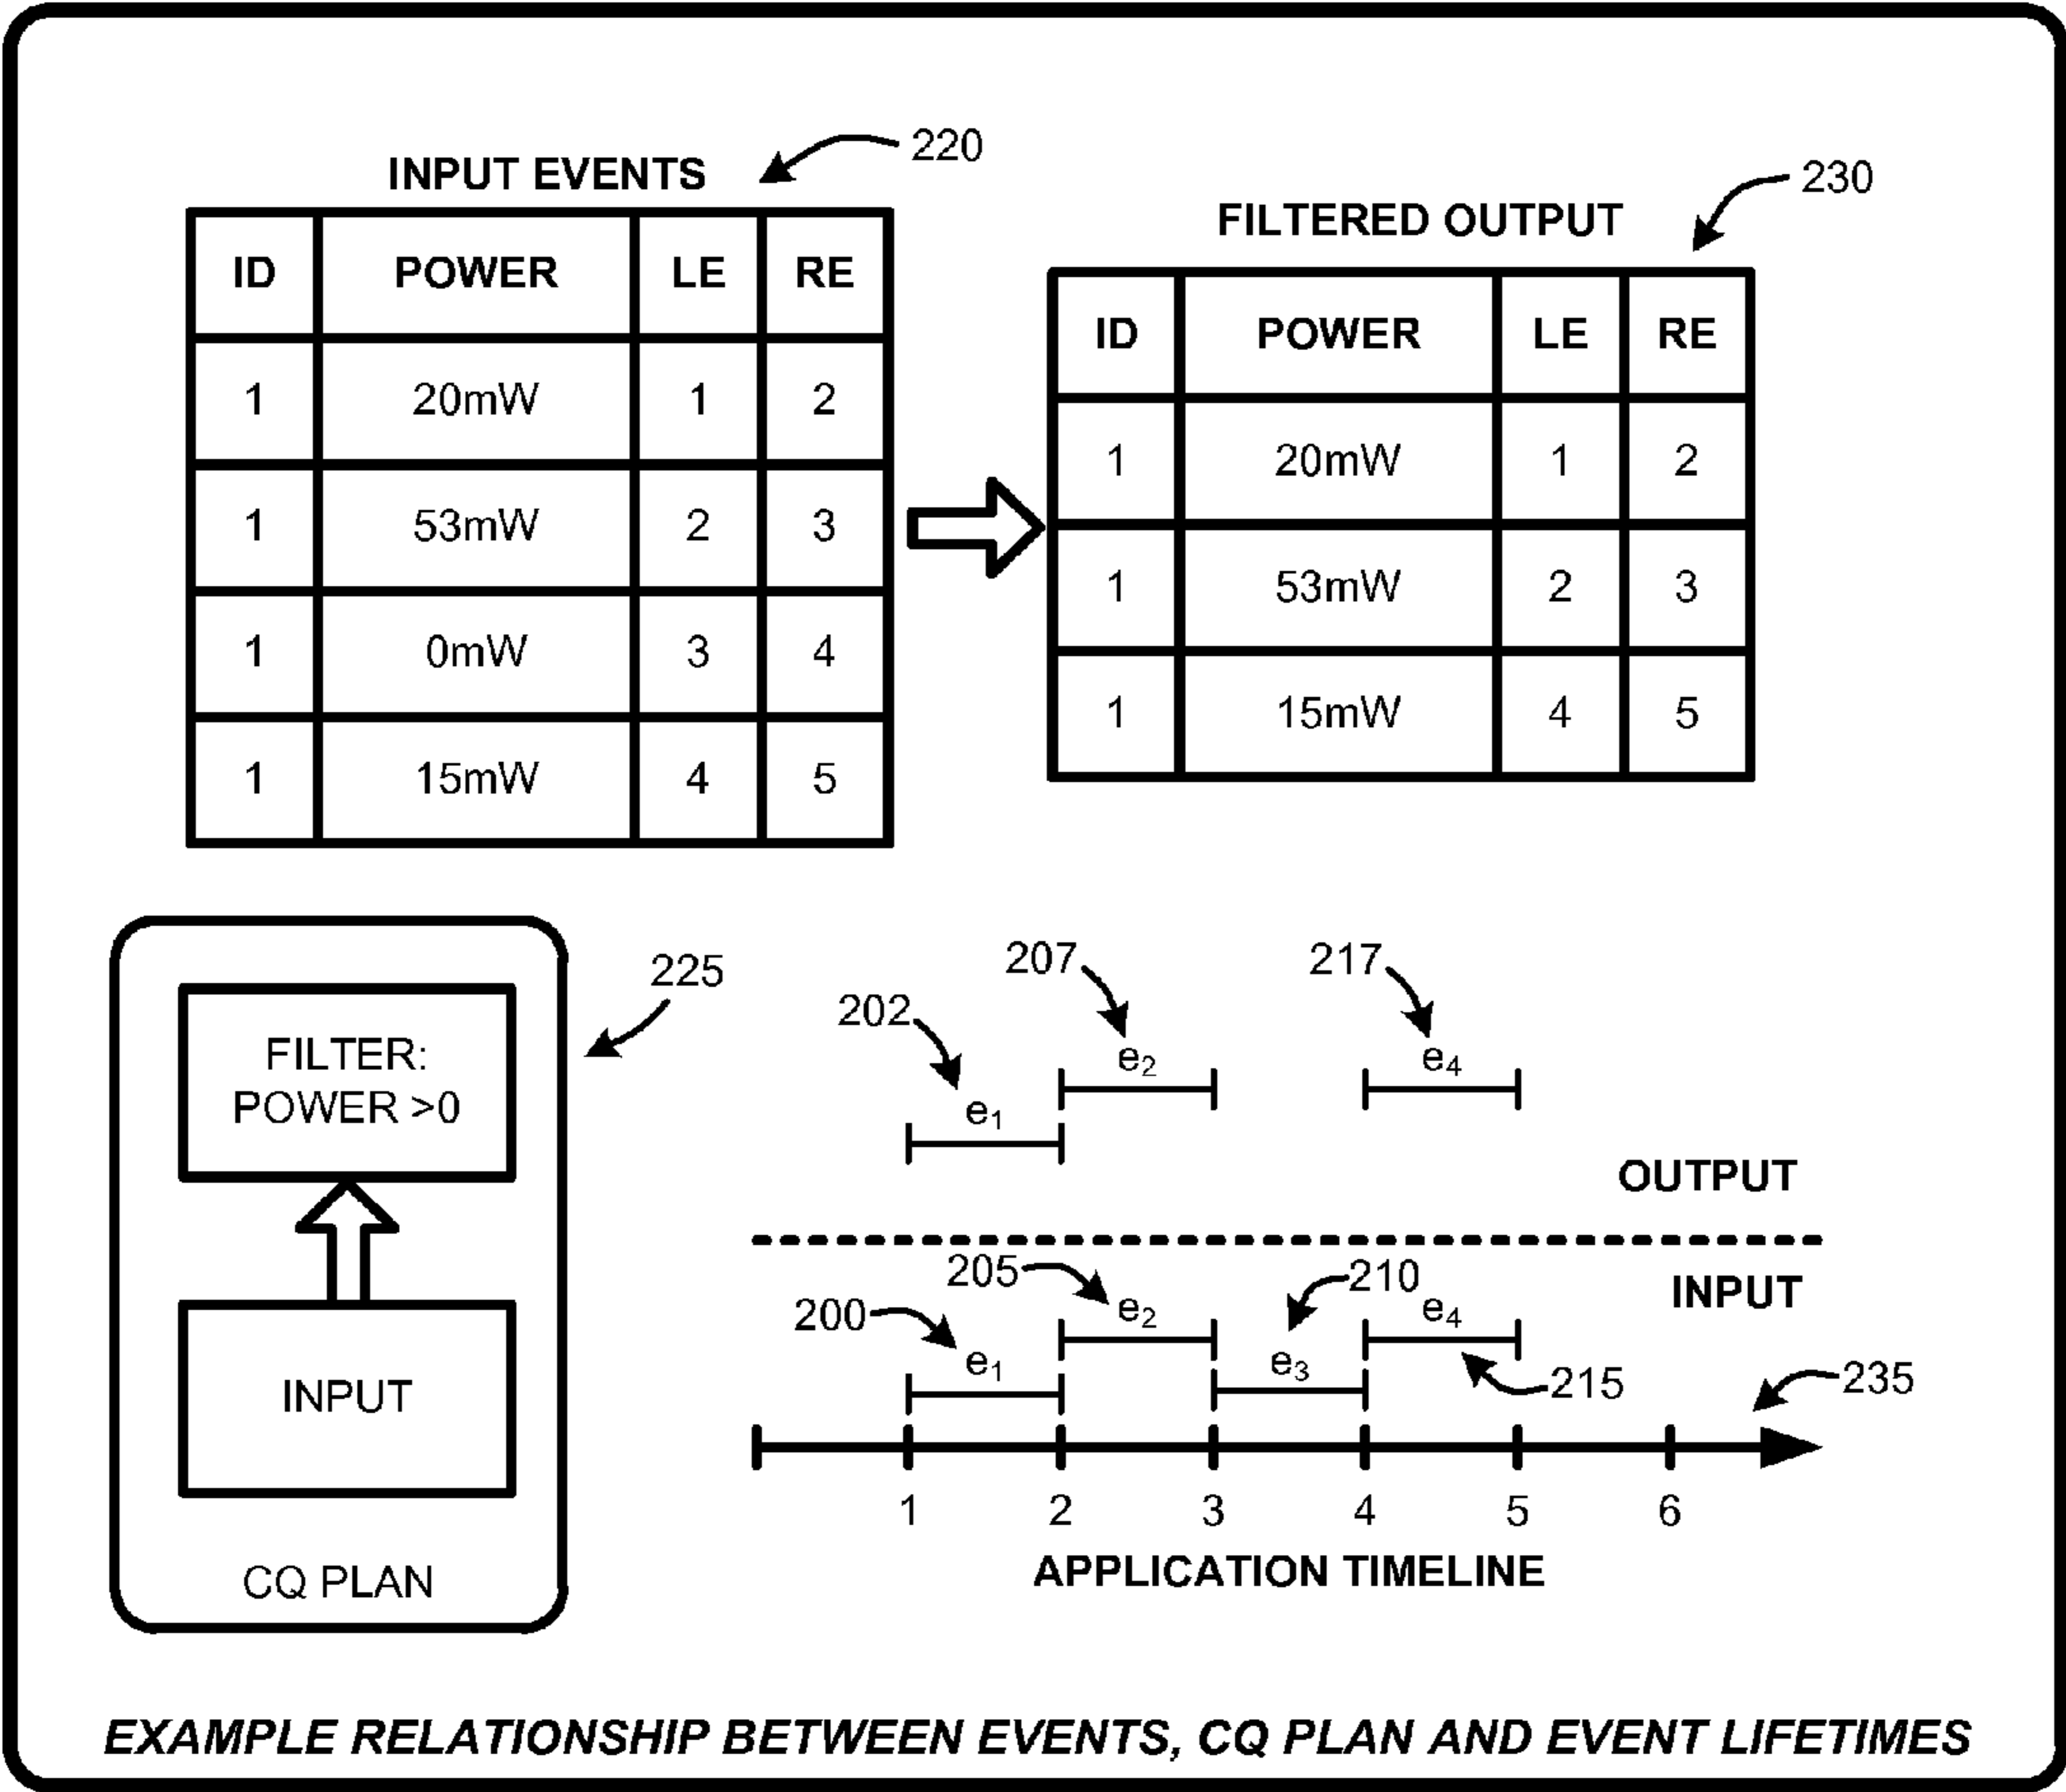 220
INPUT EVENTS
ID POWER LE RE
1 20mW 1 2
1 53mW 2 3
1 0mW 3 4
1 15mW 4 5
230
FILTERED OUTPUT
ID POWER LE RE
1 20mW 1 2
1 53mW 2 3
1 15mW 4 5
225
FILTER:
POWER >0
INPUT
CQ PLAN
207 217
202
e2 e4
e1
OUTPUT
205 210 INPUT
200 e2 e4
e1 e3
215 235
1 2 3 4 5 6
APPLICATION TIMELINE
EXAMPLE RELATIONSHIP BETWEEN EVENTS, CQ PLAN AND EVENT LIFETIMES